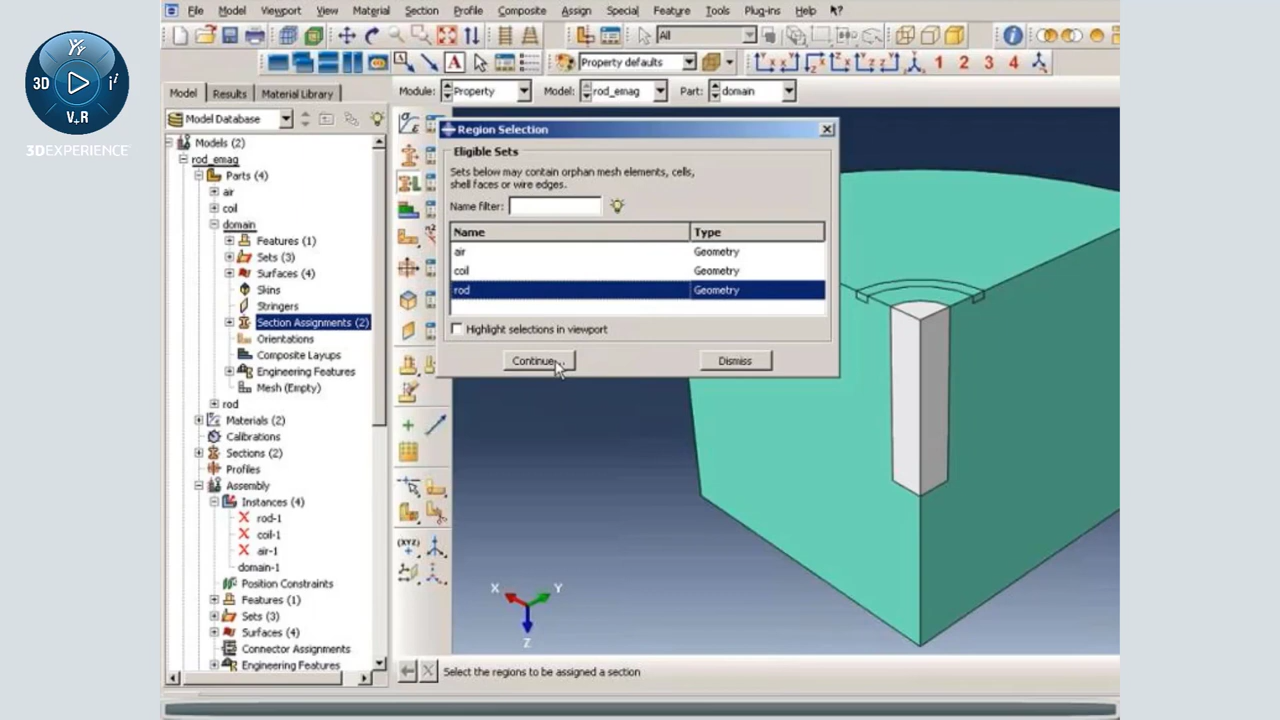 3D
V+R
i
3DEXPERIENCE
File Model Viewport View Material Section Profile Composite Assign Special Feature Tools Plug-ins Help
All
Property defaults
1 2 3 4
Model Results Material Library
Module: Property Model: rod_emag Part: domain
Model Database
Models (2)
rod_emag
Parts (4)
air
coil
domain
Features (1)
Sets (3)
Surfaces (4)
Skins
Stringers
Section Assignments (2)
Orientations
Composite Layups
Engineering Features
Mesh (Empty)
rod
Materials (2)
Calibrations
Sections (2)
Profiles
Assembly
Instances (4)
rod-1
coil-1
air-1
domain-1
Position Constraints
Features (1)
Sets (3)
Surfaces (4)
Connector Assignments
Engineering Features
Region Selection
Eligible Sets
Sets below may contain orphan mesh elements, cells,
shell faces or wire edges.
Name filter:
Name Type
air Geometry
coil Geometry
rod Geometry
Highlight selections in viewport
Continue... Dismiss
(XYZ)
X Y
Z
Select the regions to be assigned a section